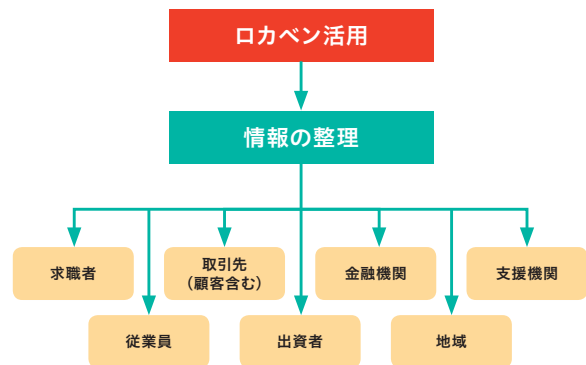 ロカベン活用
情報の整理
求職者
取引先
（顧客含む）
金融機関
支援機関
従業員
出資者
地域